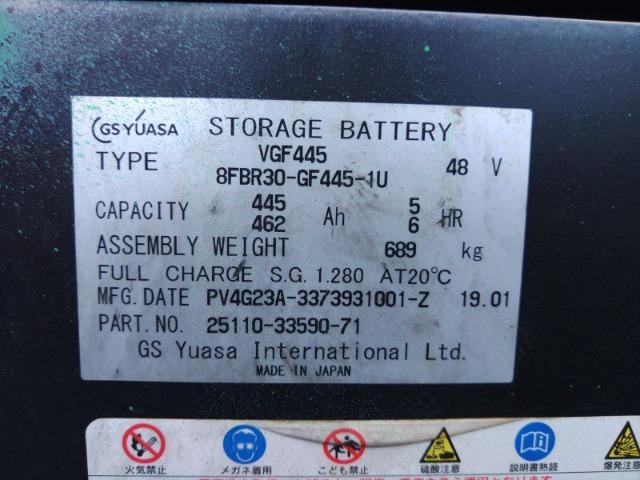 GS YUASA STORAGE BATTERY
TYPE VGF445 48 V
8FBR30-GF445-1U
CAPACITY 445 Ah 5 HR
462 6
ASSEMBLY WEIGHT 689 kg
FULL CHARGE S.G. 1.280 AT20℃
MFG. DATE PV4G23A-3373931001-Z 19.01
PART. NO. 25110-33590-71
GS Yuasa International Ltd.
MADE IN JAPAN
火気禁止 メガネ着用 こども禁止 硫酸注意 説明書熟読 爆発注意